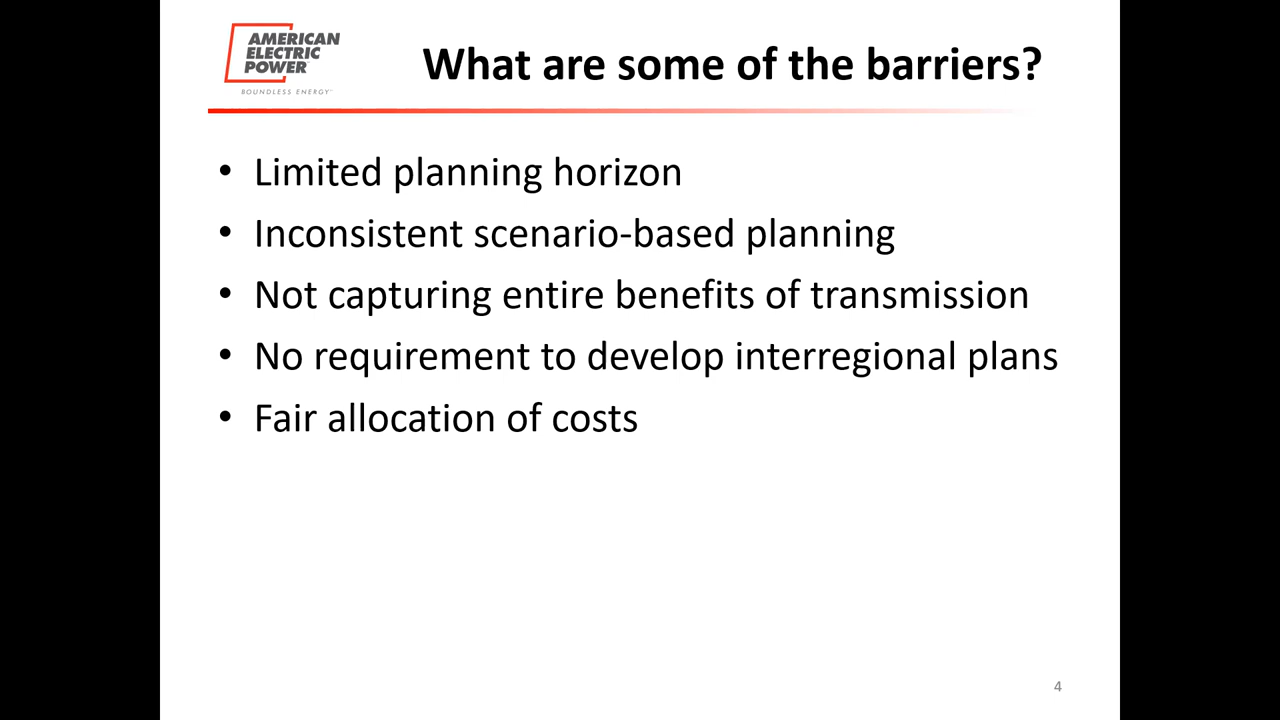 AMERICAN
ELECTRIC
POWER
BOUNDLESS ENERGY™
What are some of the barriers?
• Limited planning horizon
• Inconsistent scenario-based planning
• Not capturing entire benefits of transmission
• No requirement to develop interregional plans
• Fair allocation of costs
4